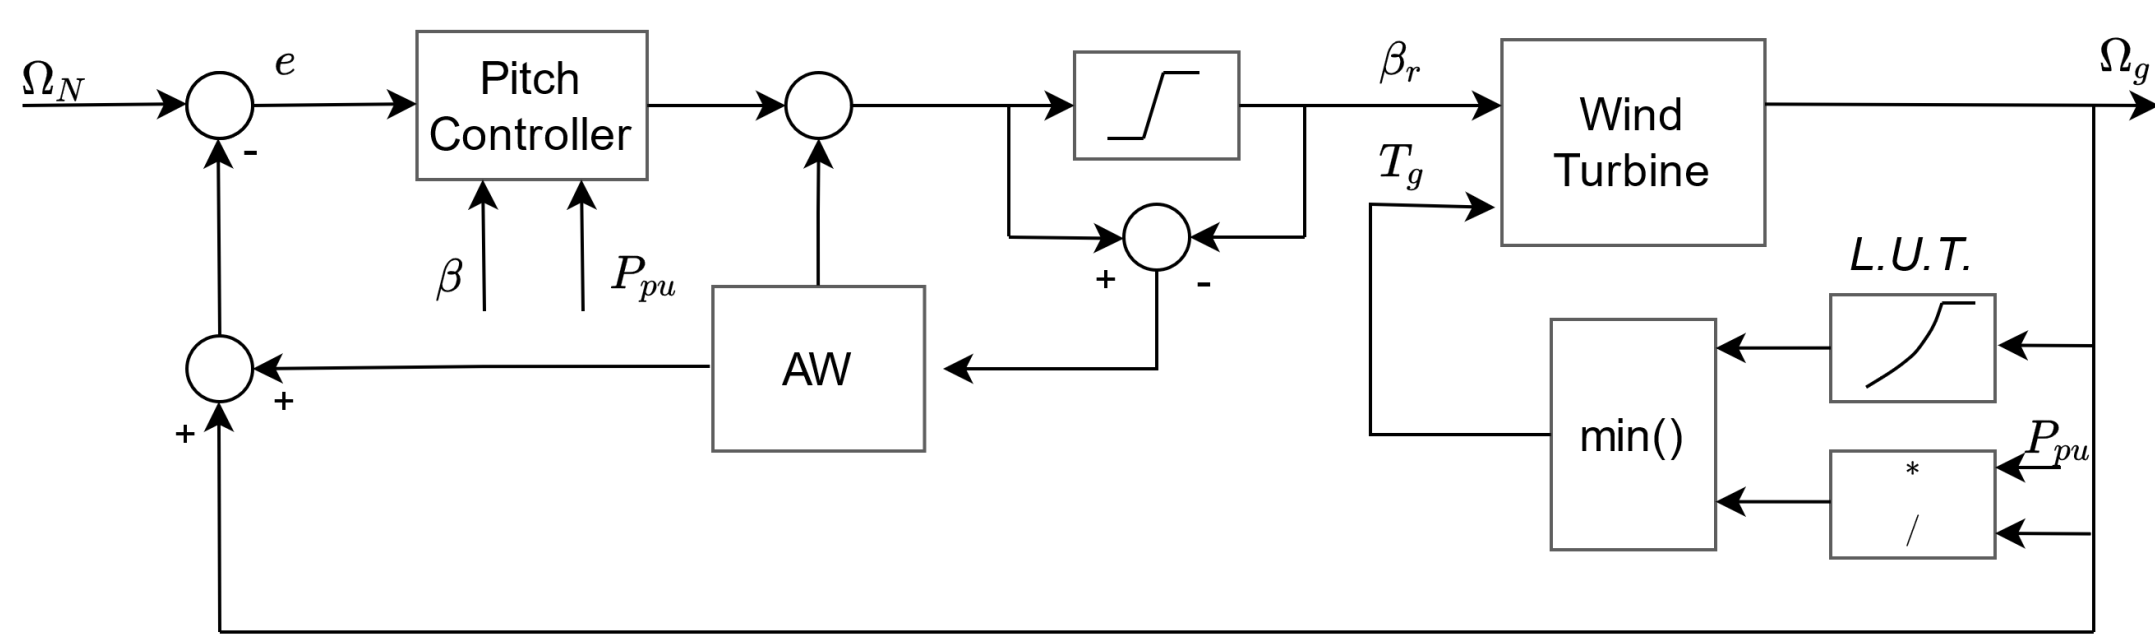 Ω_N
e
-
Pitch
Controller
β
P_pu
β_r
T_g
Wind
Turbine
Ω_g
+
-
L.U.T.
AW
min()
P_pu
*
/
+
+